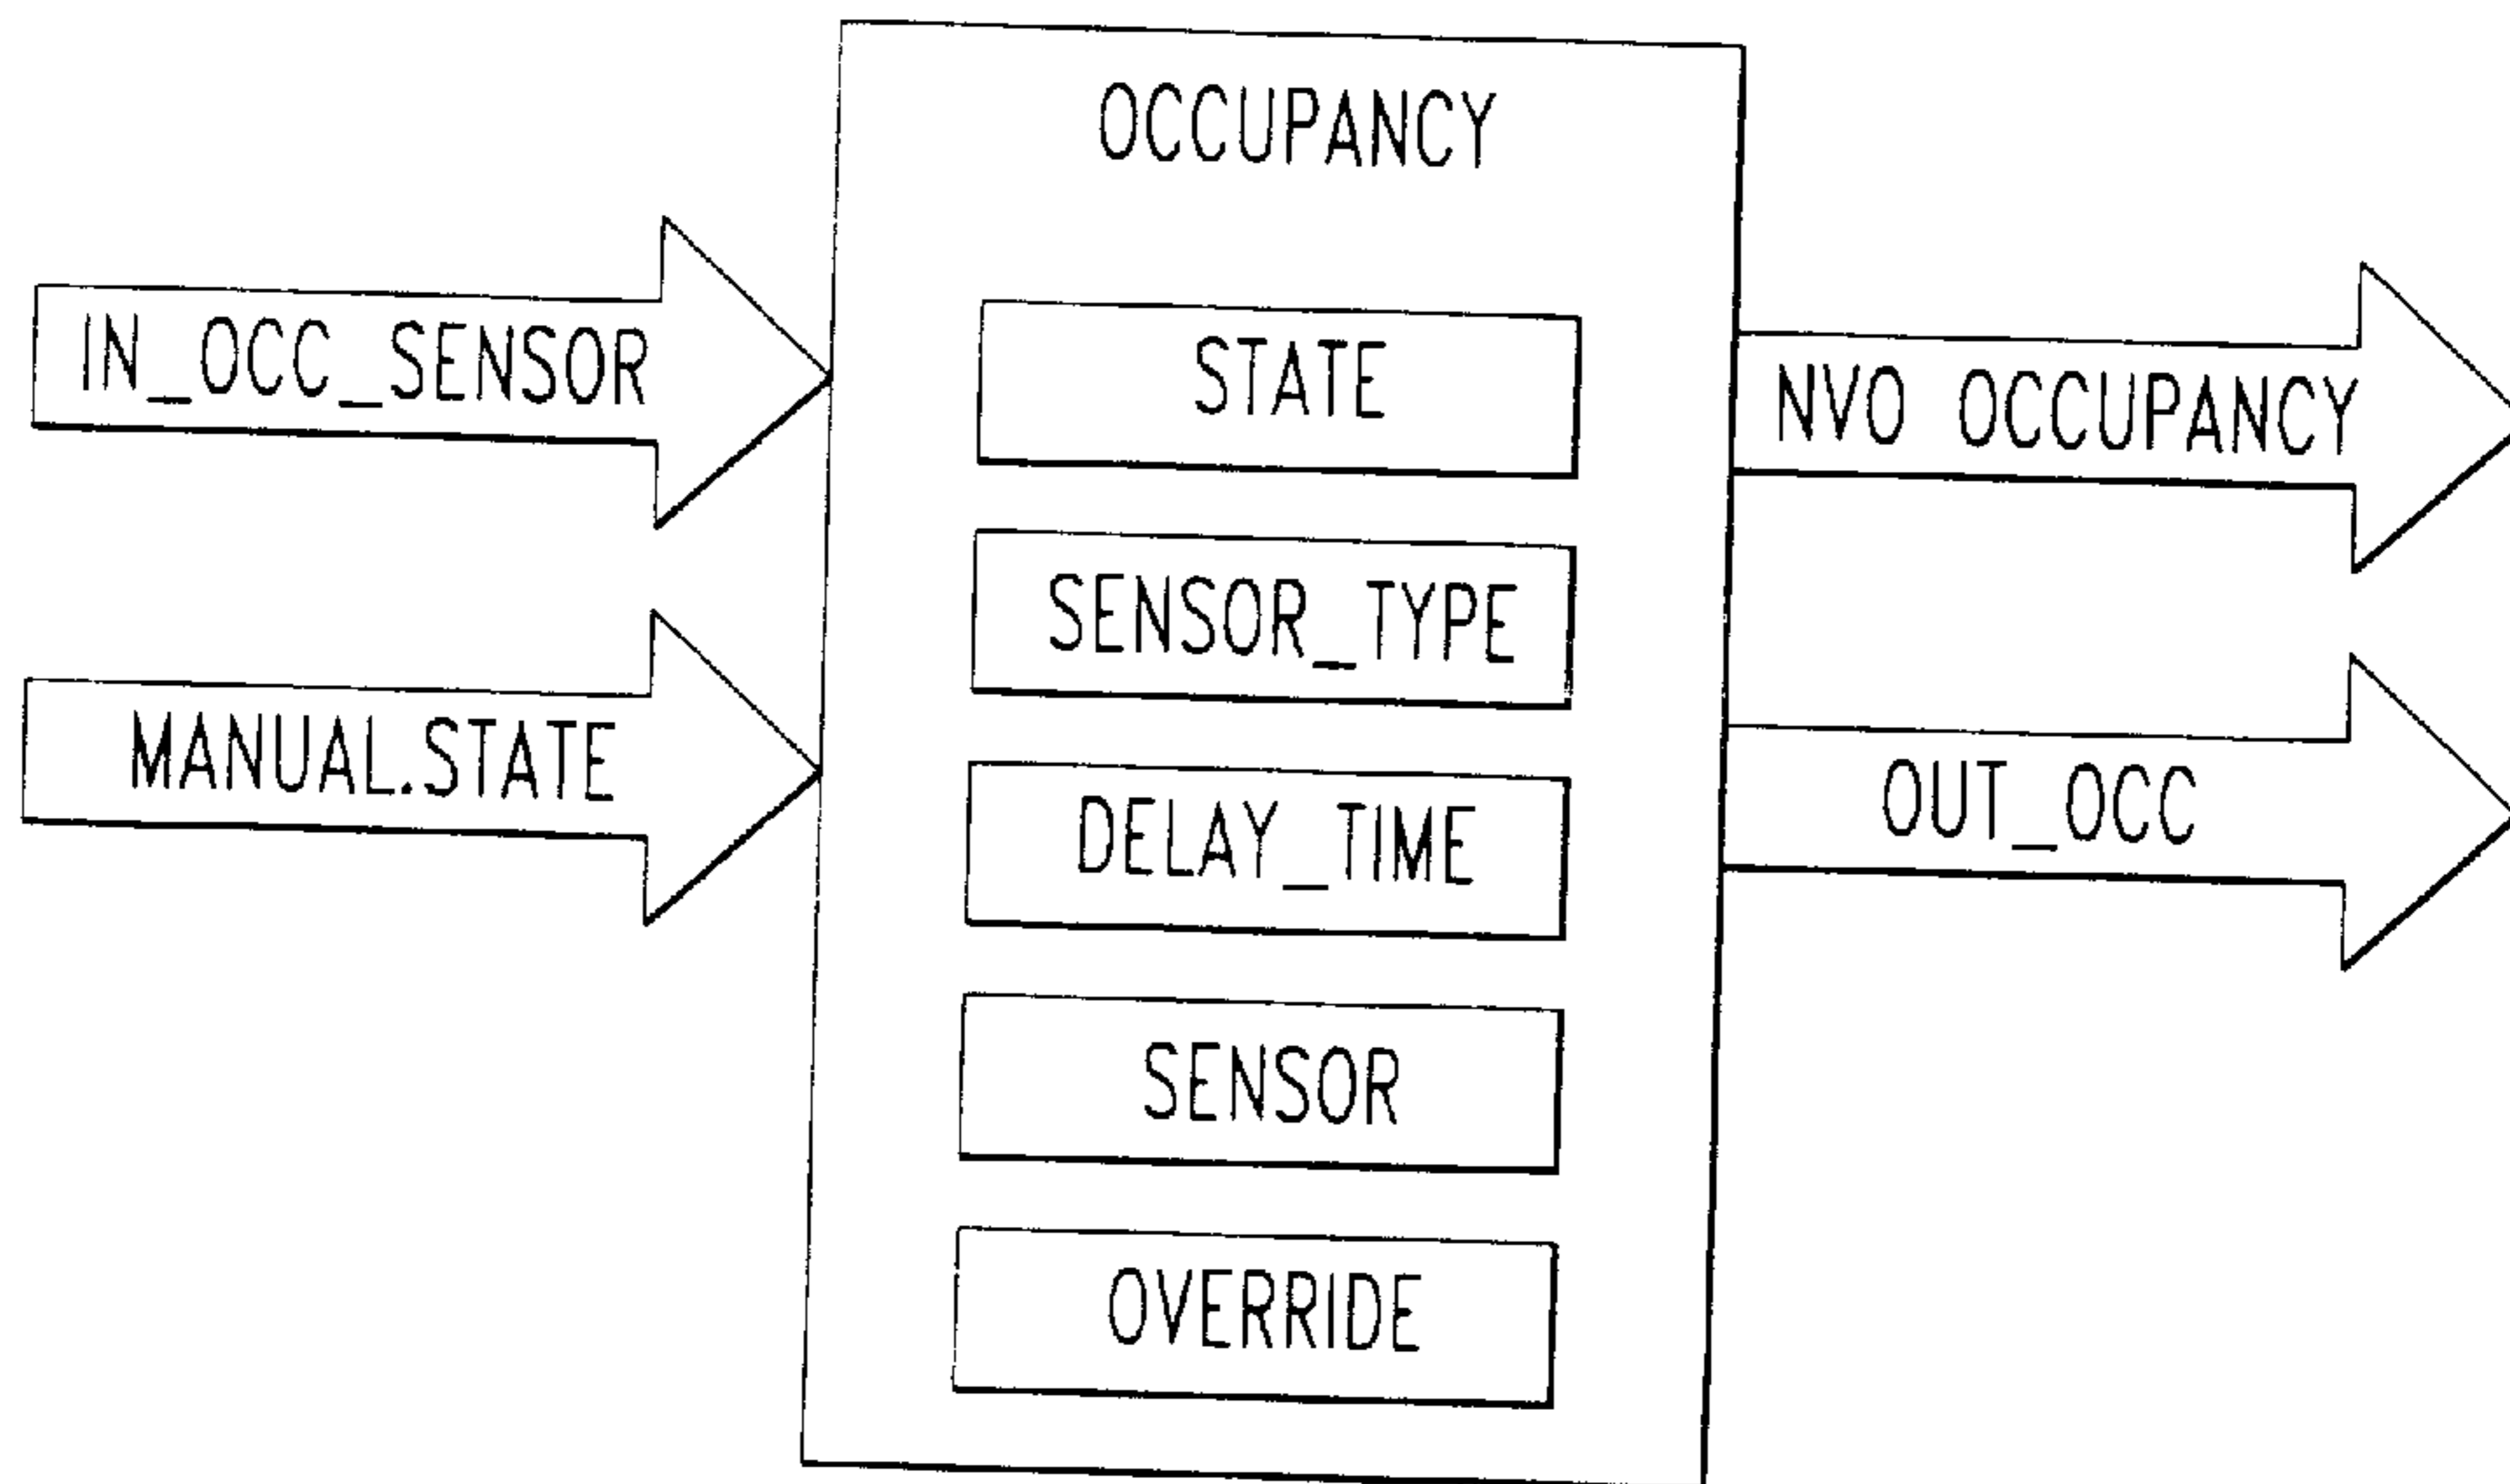 OCCUPANCY
IN_OCC_SENSOR
MANUAL.STATE
STATE
SENSOR_TYPE
DELAY_TIME
SENSOR
OVERRIDE
NVO OCCUPANCY
OUT_OCC